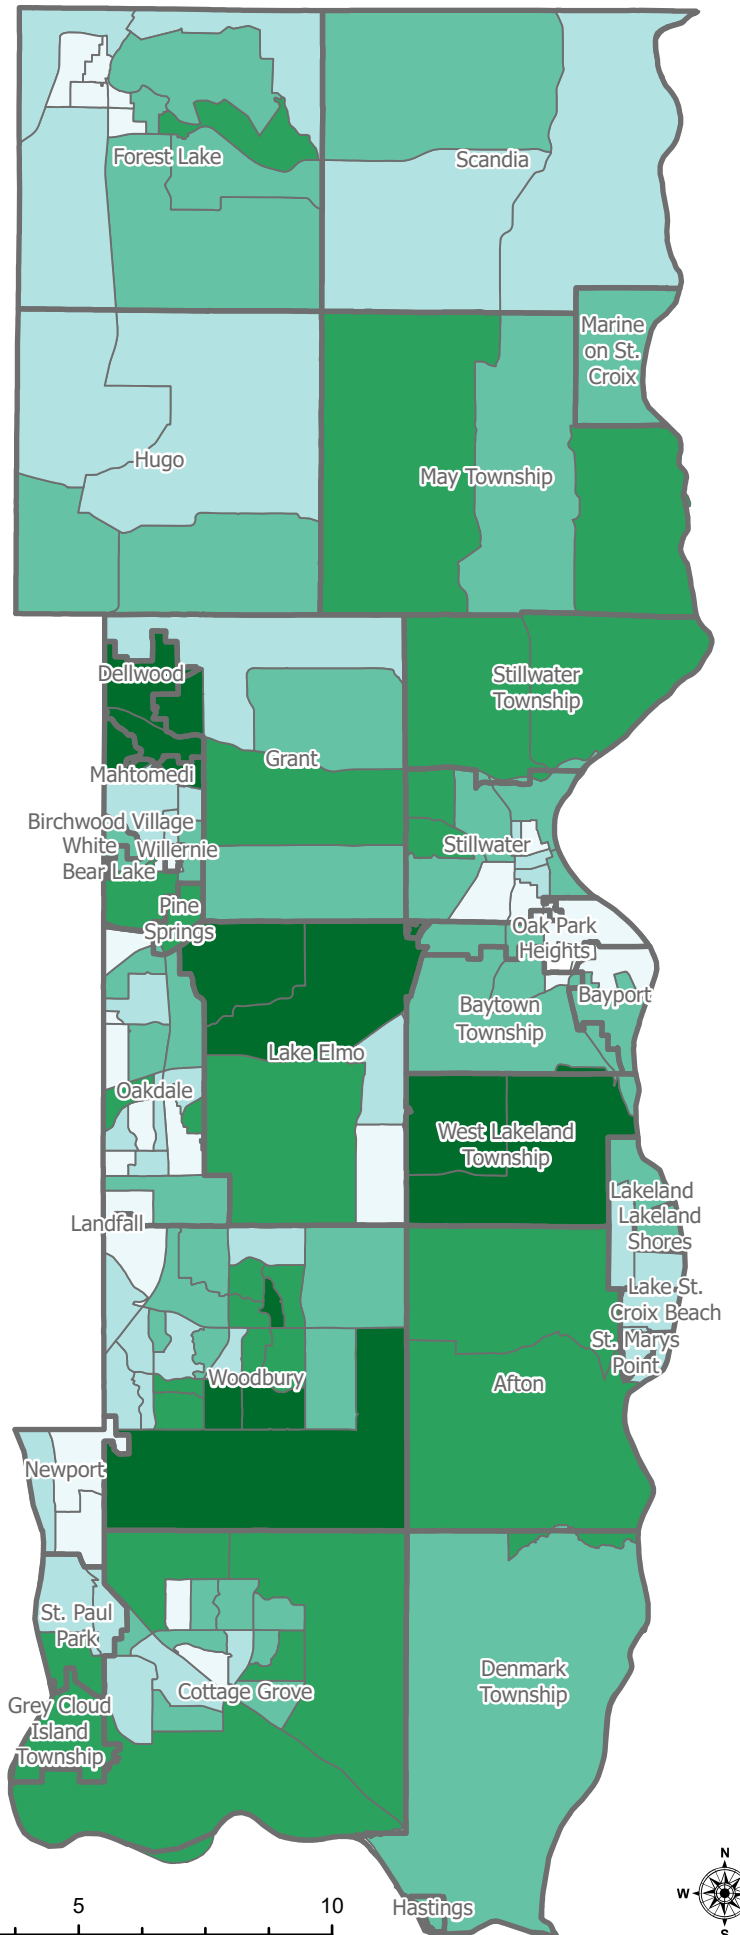 Forest Lake
Scandia
Marine
on St.
Croix
Hugo
May Township
Dellwood
Stillwater
Township
Grant
Mahtomedi
Birchwood Village
White
Bear Lake
Willernie
Stillwater
Pine
Springs
Oak Park
Heights
Bayport
Baytown
Township
Lake Elmo
Oakdale
West Lakeland
Township
Lakeland
Lakeland
Shores
Landfall
Lake St.
Croix Beach
St. Marys
Point
Woodbury
Afton
Newport
St. Paul
Park
Denmark
Township
Cottage Grove
Grey Cloud
Island
Township
Hastings
5 10
N
W
S